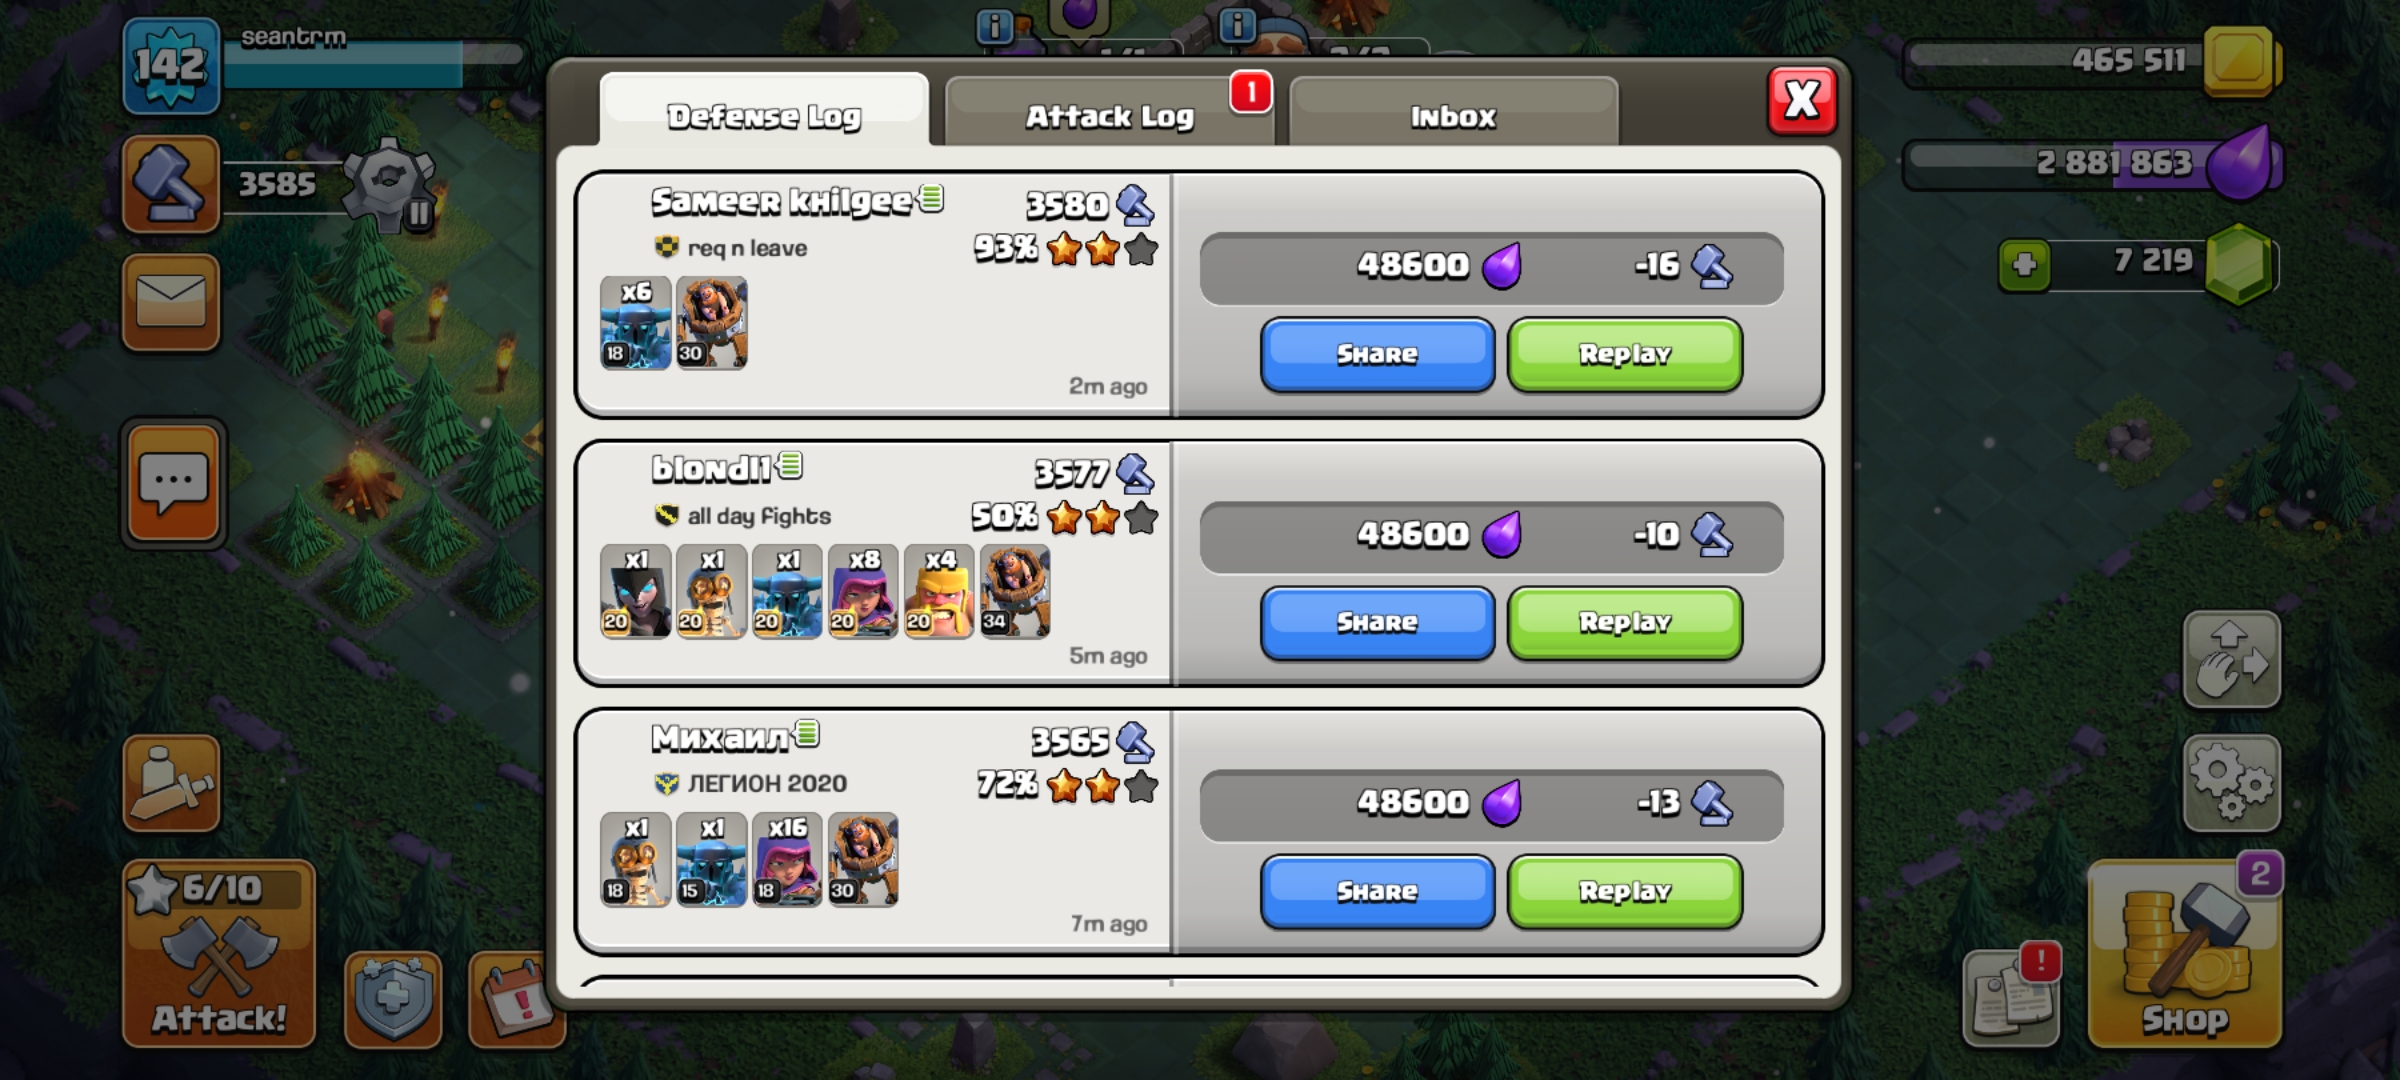 142
seantrm
3585
465 511
2 881 863
7 219
Defense Log
Attack Log
1
Inbox
X
Sameer khilgee
3580
req n leave
93%
x6
18
30
2m ago
48600
-16
Share
Replay
blondl1
3577
all day fights
50%
x1
x1
x1
x8
x4
20
20
20
20
20
34
5m ago
48600
-10
Share
Replay
Михаил
3565
ЛЕГИОН 2020
72%
x1
x1
x16
18
15
18
30
7m ago
48600
-13
Share
Replay
6/10
Attack!
2
!
Shop